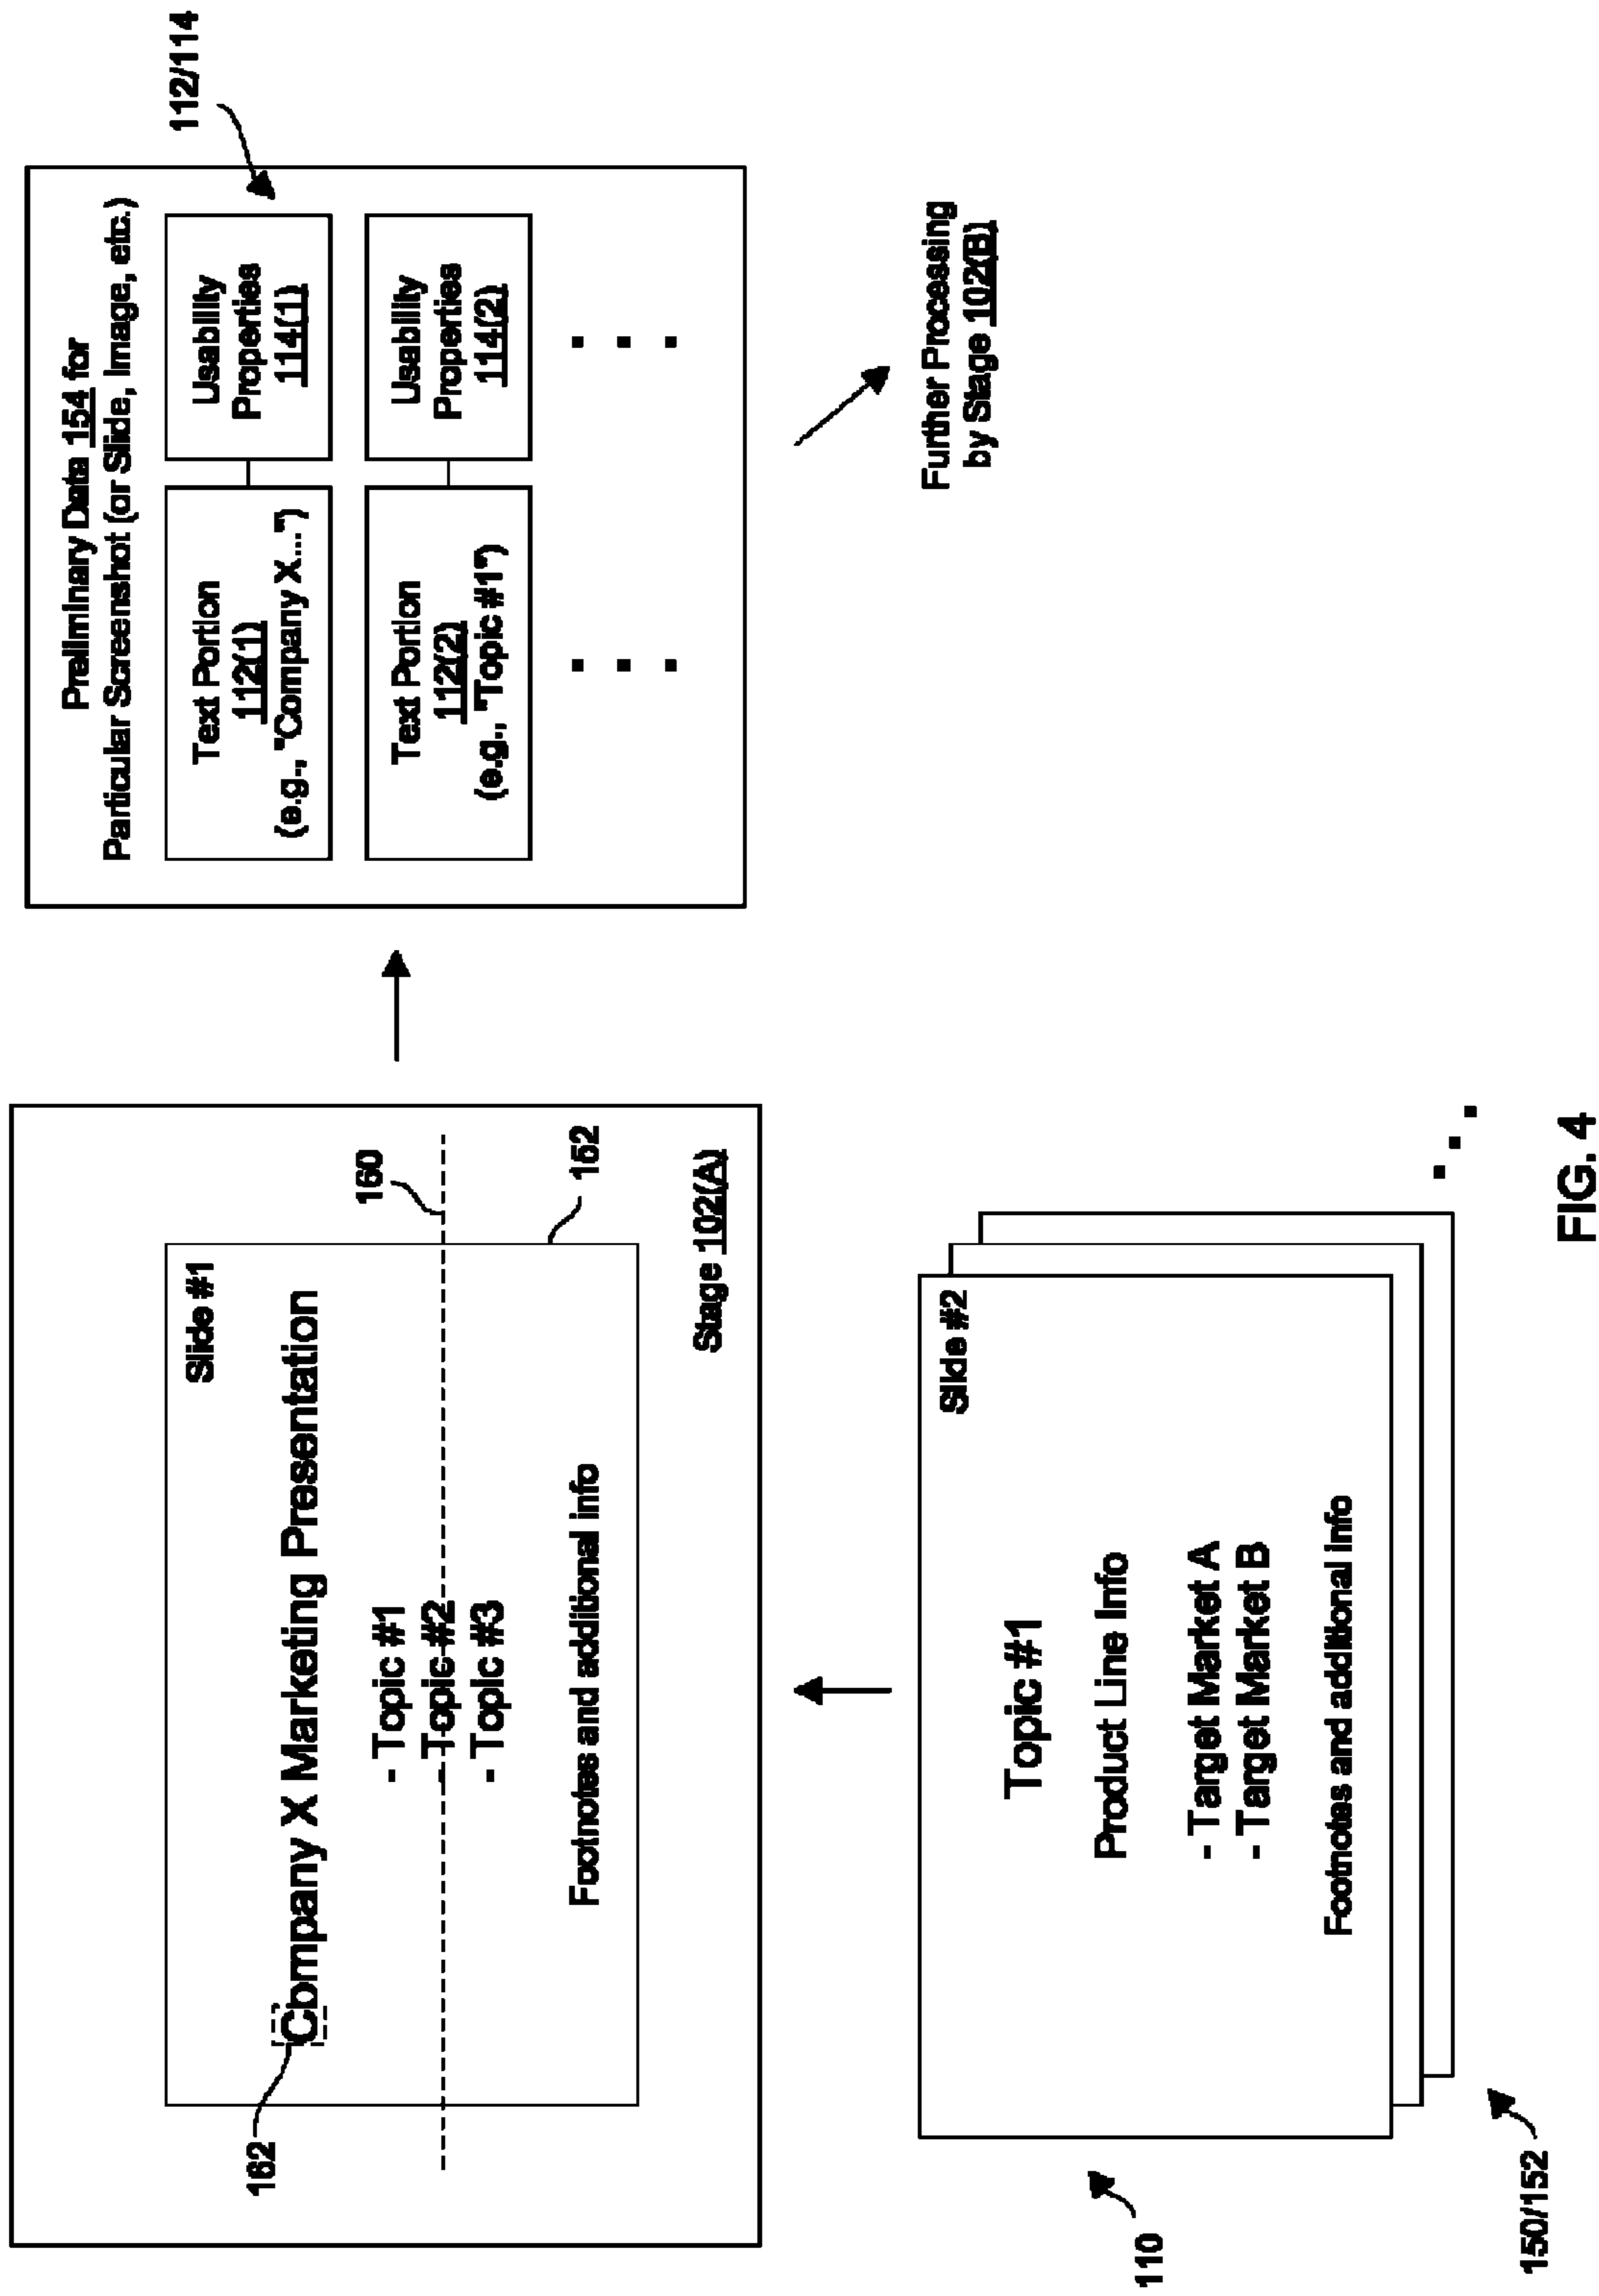 Slide #1
162
Company X Marketing Presentation
- Topic #1
- Topic #2
- Topic #3
160
Footnotes and additional info
152
Stage 102(A)
Preliminary Data 154 for
Particular Screenshot (or Slide, Image, etc.)
112/114
Text Portion
112(1)
(e.g., "Company X...")
Usability
Properties
114(1)
Text Portion
112(2)
(e.g., "Topic #1")
Usability
Properties
114(2)
Further Processing
by Stage 102(B)
Slide #2
Topic #1
Product Line Info
- Target Market A
- Target Market B
Footnotes and additional info
110
150/152
FIG. 4